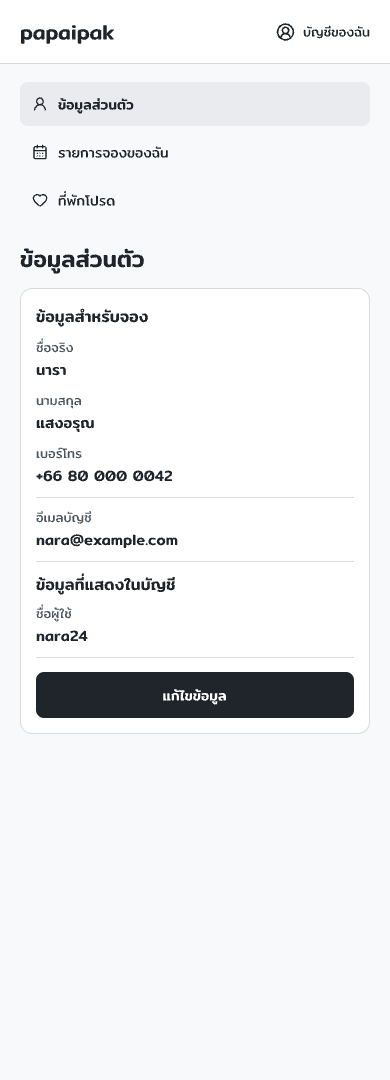 papaipak
บัญชีของฉัน
ข้อมูลส่วนตัว
รายการจองของฉัน
ที่พักโปรด
ข้อมูลส่วนตัว
ข้อมูลสำหรับจอง
ชื่อจริง
นารา
นามสกุล
แสงอรุณ
เบอร์โทร
+66 80 000 0042
อีเมลบัญชี
nara@example.com
ข้อมูลที่แสดงในบัญชี
ชื่อผู้ใช้
nara24
แก้ไขข้อมูล